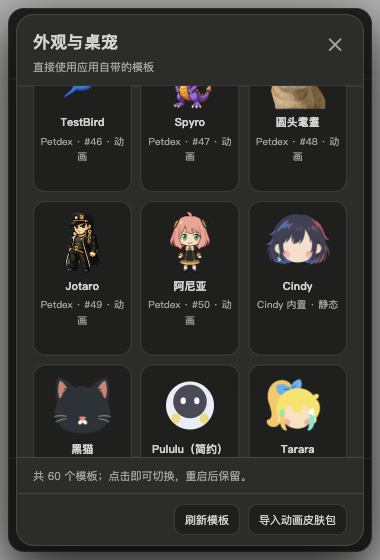 外观与桌宠
直接使用应用自带的模板
TestBird
Spyro
圆头耄耋
Petdex · #46 · 动
画
Petdex · #47 · 动
画
Petdex · #48 · 动
画
Jotaro
阿尼亚
Cindy
Petdex · #49 · 动
画
Petdex · #50 · 动
画
Cindy 内置 · 静态
黑猫
Pululu（简约）
Tarara
共 60 个模板；点击即可切换，重启后保留。
刷新模板
导入动画皮肤包